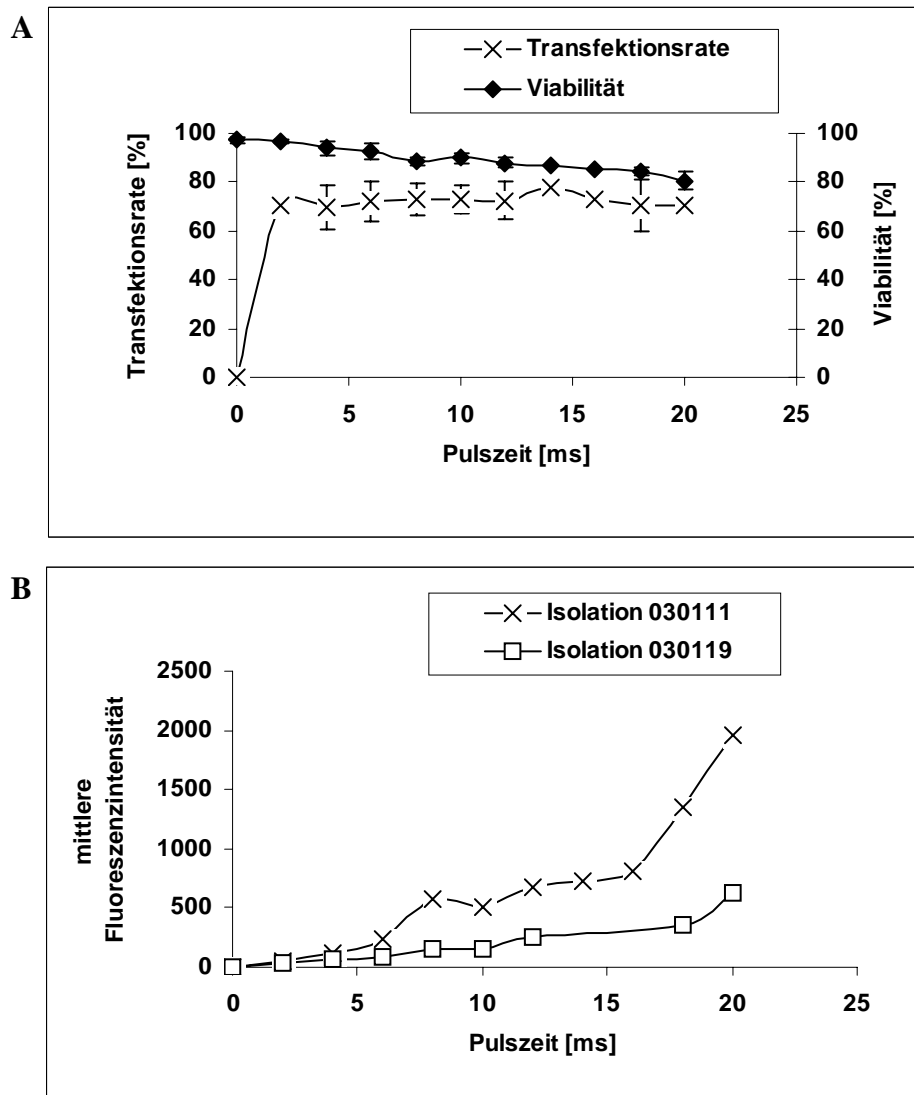 A
Transfektionsrate
Viabilität
Transfektionsrate [%]
100
80
60
40
20
0
100
80
60
40
20
0
Viabilität [%]
0 5 10 15 20 25
Pulszeit [ms]
B
Isolation 030111
Isolation 030119
mittlere
Fluoreszenzintensität
2500
2000
1500
1000
500
0
0 5 10 15 20 25
Pulszeit [ms]